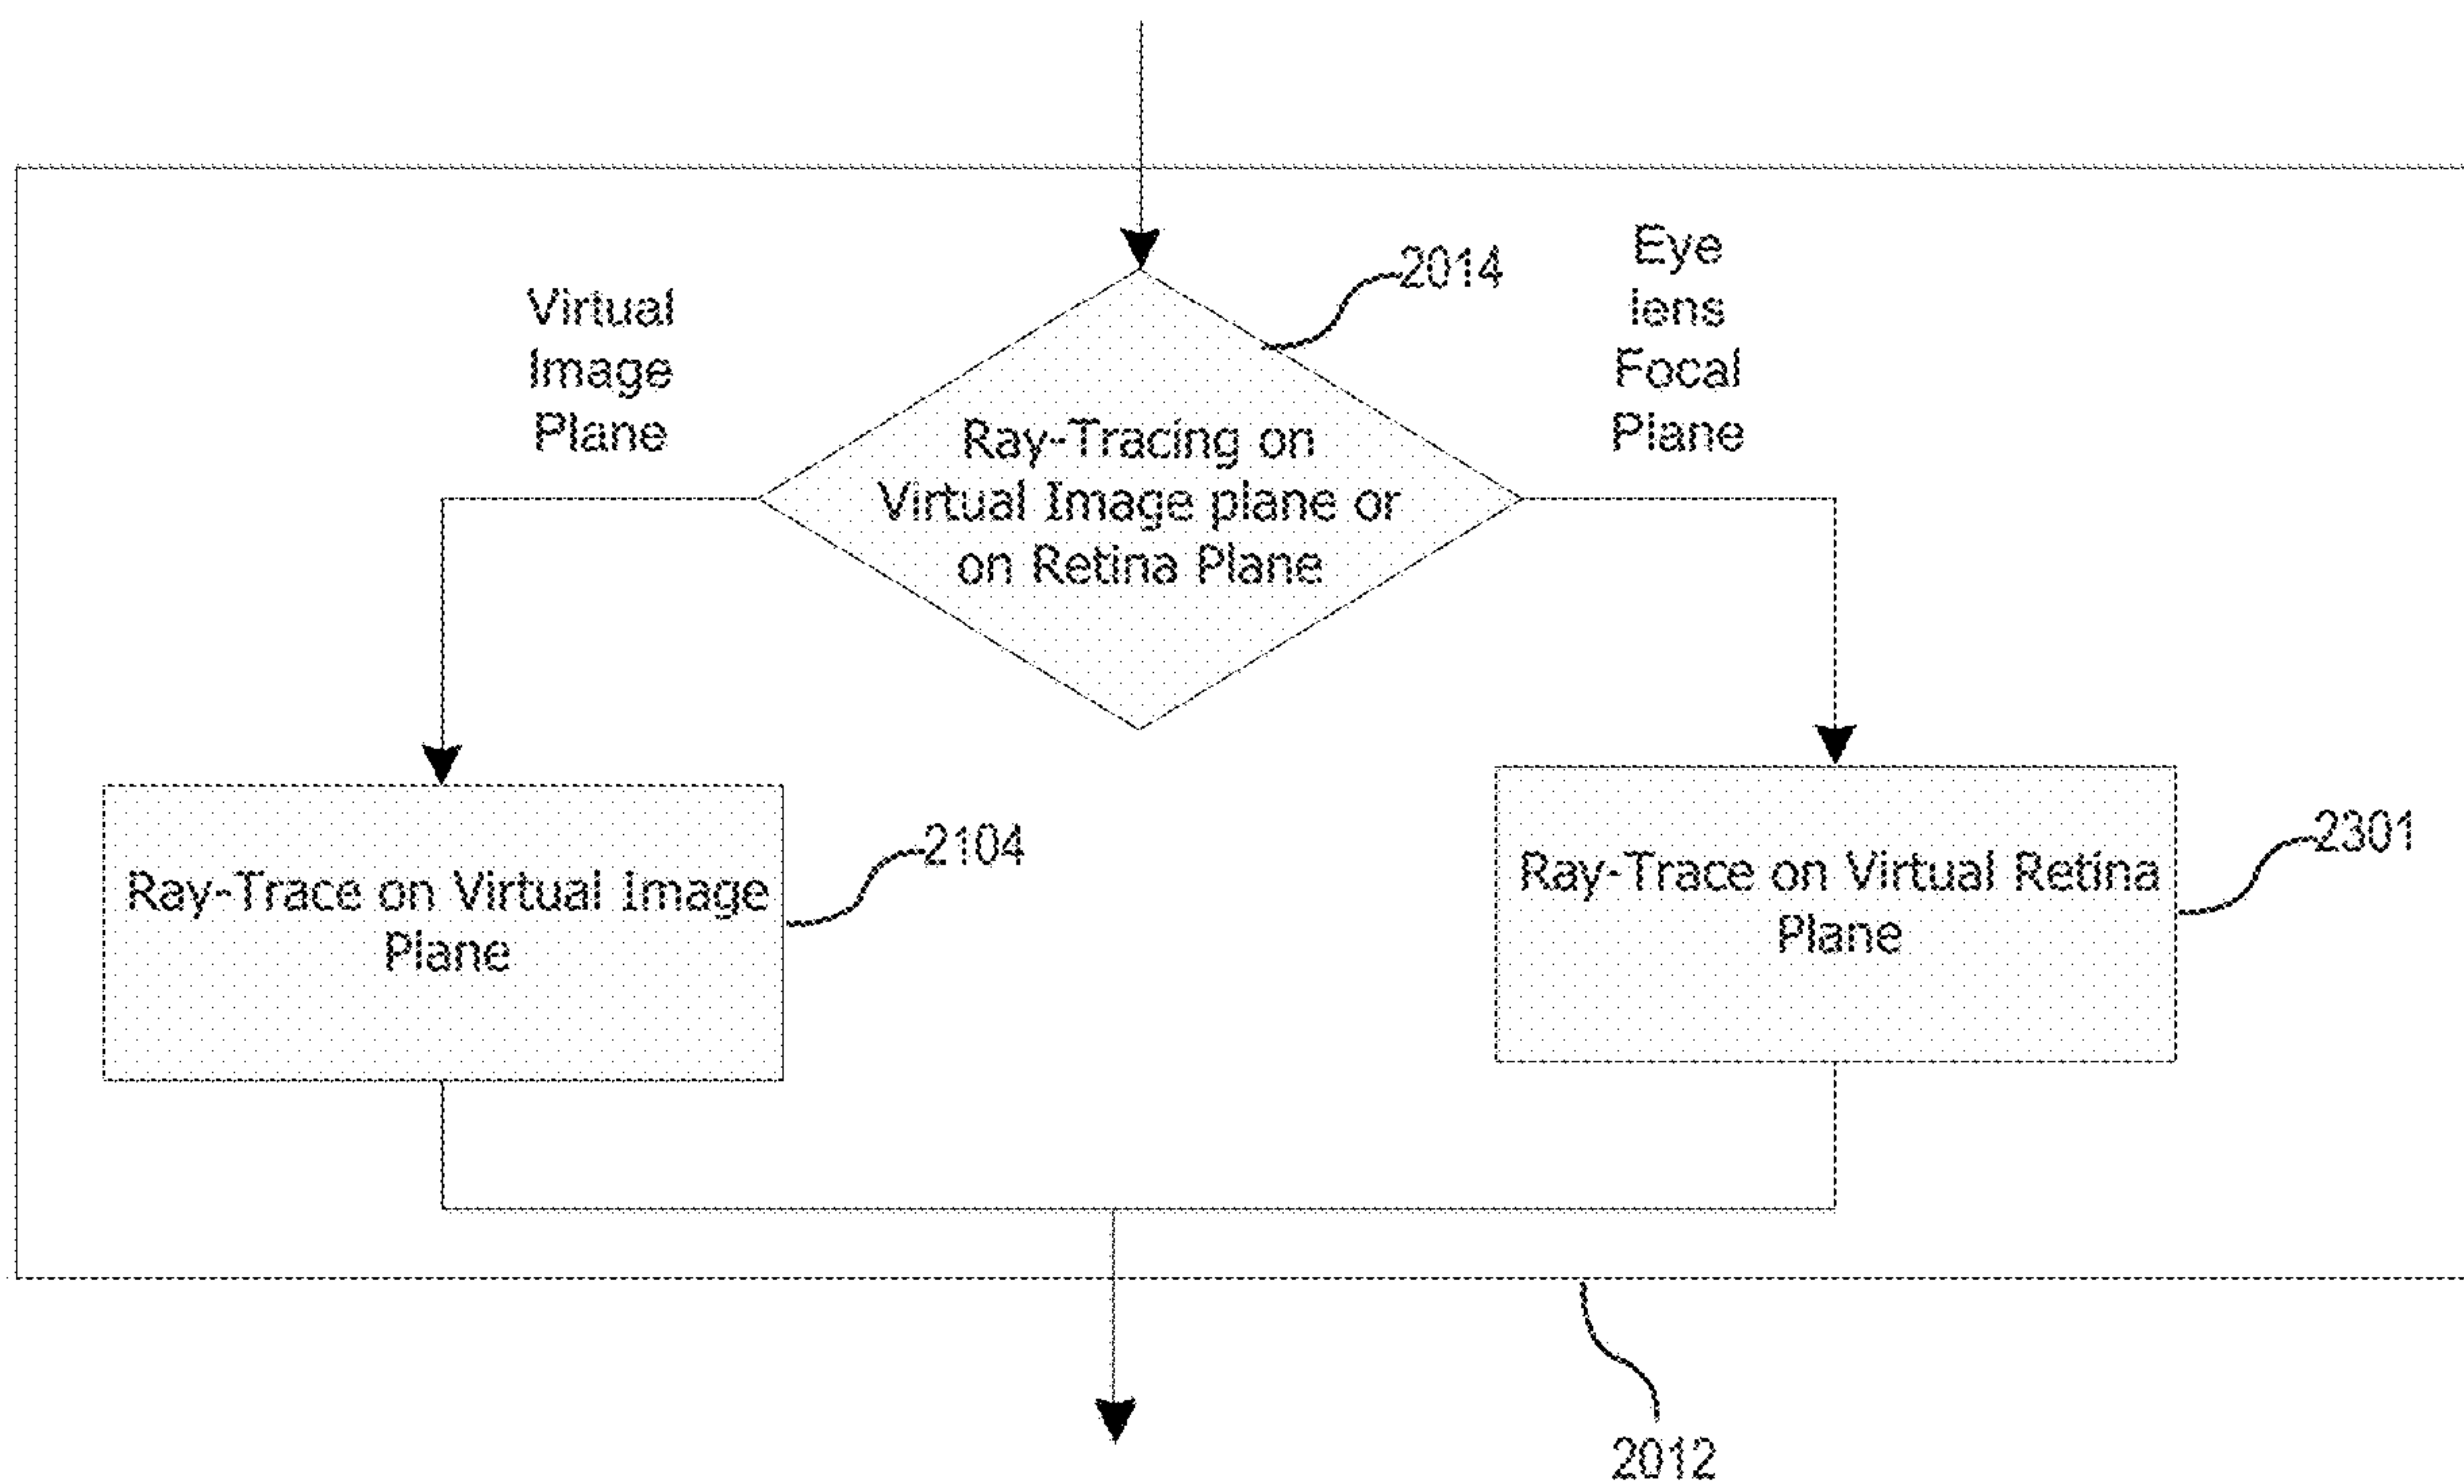 Virtual
Image
Plane
2014
Eye
lens
Focal
Plane
Ray-Tracing on
Virtual Image plane or
on Retina Plane
Ray-Trace on Virtual Image
Plane
2104
Ray-Trace on Virtual Retina
Plane
2301
2012